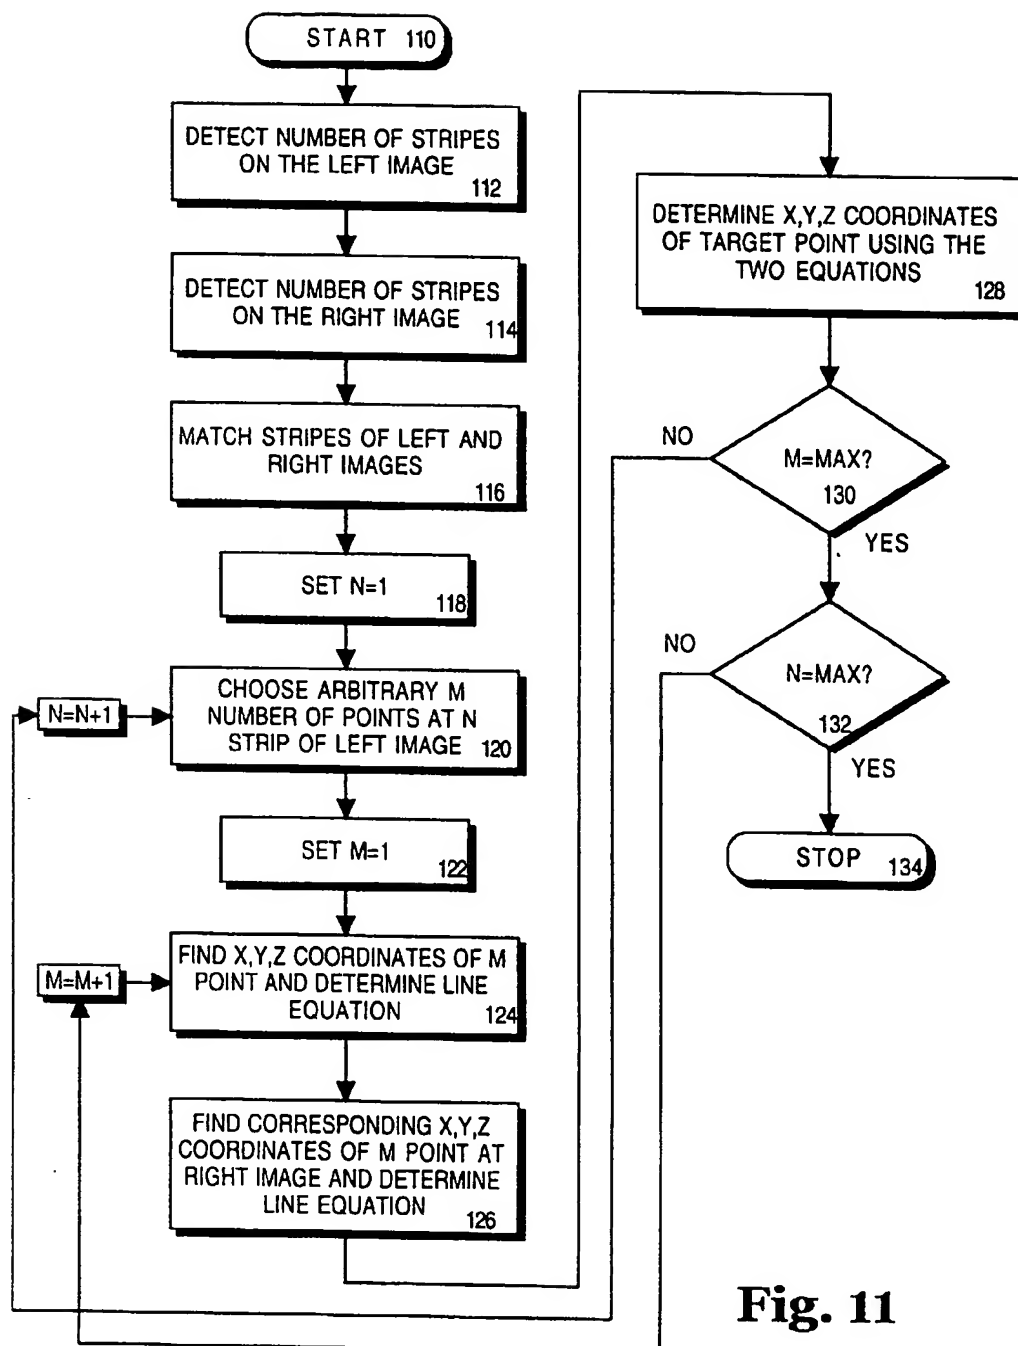 START 110
DETECT NUMBER OF STRIPES
ON THE LEFT IMAGE
112
DETECT NUMBER OF STRIPES
ON THE RIGHT IMAGE
114
MATCH STRIPES OF LEFT AND
RIGHT IMAGES
116
SET N=1
118
N=N+1
CHOOSE ARBITRARY M
NUMBER OF POINTS AT N
STRIP OF LEFT IMAGE
120
SET M=1
122
M=M+1
FIND X,Y,Z COORDINATES OF M
POINT AND DETERMINE LINE
EQUATION
124
FIND CORRESPONDING X,Y,Z
COORDINATES OF M POINT AT
RIGHT IMAGE AND DETERMINE
LINE EQUATION
126
DETERMINE X,Y,Z COORDINATES
OF TARGET POINT USING THE
TWO EQUATIONS
128
NO
M=MAX?
130
YES
NO
N=MAX?
132
YES
STOP
134
Fig. 11